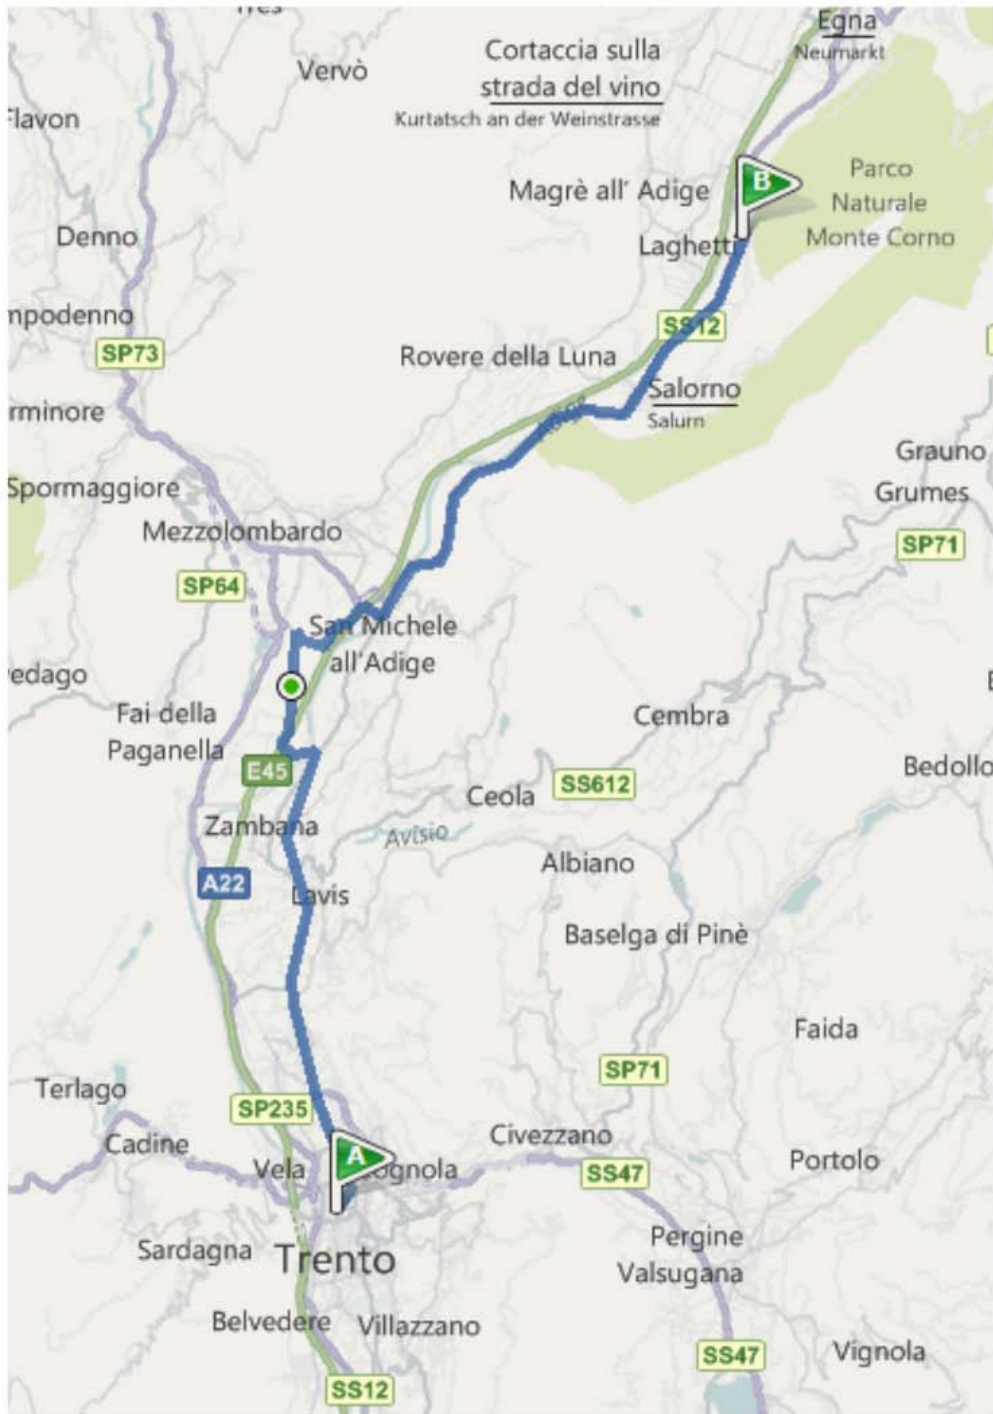 Egna
Neumarkt
Cortaccia sulla
strada del vino
Kurtatsch an der Weinstrasse
Vervò
Flavon
B
Parco
Naturale
Monte Corno
Magrè all' Adige
Laghetti
Denno
SS12
SP73
Rovere della Luna
Salorno
Salurn
Grauno
Grumes
Spormaggiore
Mezzolombardo
SP71
SP64
San Michele
all'Adige
Fai della
Paganella
Cembra
E45
Ceola
SS612
Bedollo
Zambana
Avisio
Albiano
A22
Lavis
Baselga di Pinè
Faida
SP71
Terlago
SP235
Cadine
Civezzano
A
Vela
SS47
Portolo
Sardagna
Trento
Pergine
Valsugana
Belvedere
Villazzano
SS47
Vignola
SS12